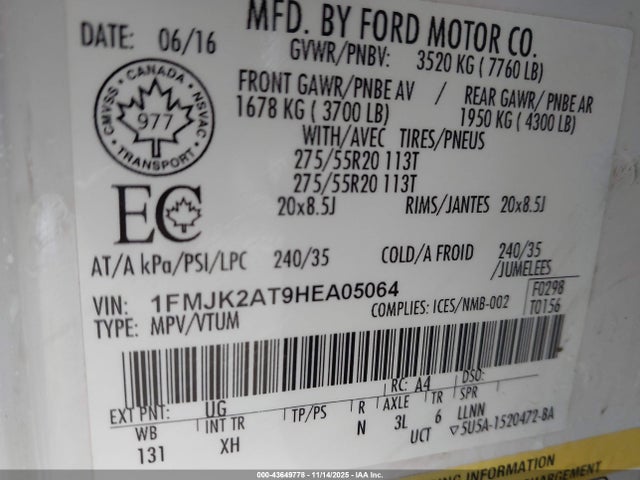 MFD. BY FORD MOTOR CO.
DATE: 06/16
GVWR/PNBV: 3520 KG ( 7760 LB)
FRONT GAWR/PNBE AV / REAR GAWR/ PNBE AR
1678 KG ( 3700 LB) 1950 KG ( 4300 LB)
CANADA
CMVSS NSVAC
977
TRANSPORT
WITH/AVEC TIRES/PNEUS
275/55R20 113T
275/55R20 113T
EC
20x8.5J RIMS/JANTES 20x8.5J
AT/A kPa/PSI/LPC 240/35 COLD/A FROID 240/35
/JUMELEES
VIN: 1FMJK2AT9HEA05064
F0298
TYPE: MPV/VTUM COMPLIES: ICES/NMB-002 T0156
RC: A4 DSO:
EXT PNT: UG
WB INT TR TP/PS R AXLE TR SPR
131 XH N 3L 6 LLNN
UCT ▽5U5A-1520472-BA
ING INFORMATION
000-43649778 - 11/14/2025 - IAASubCA